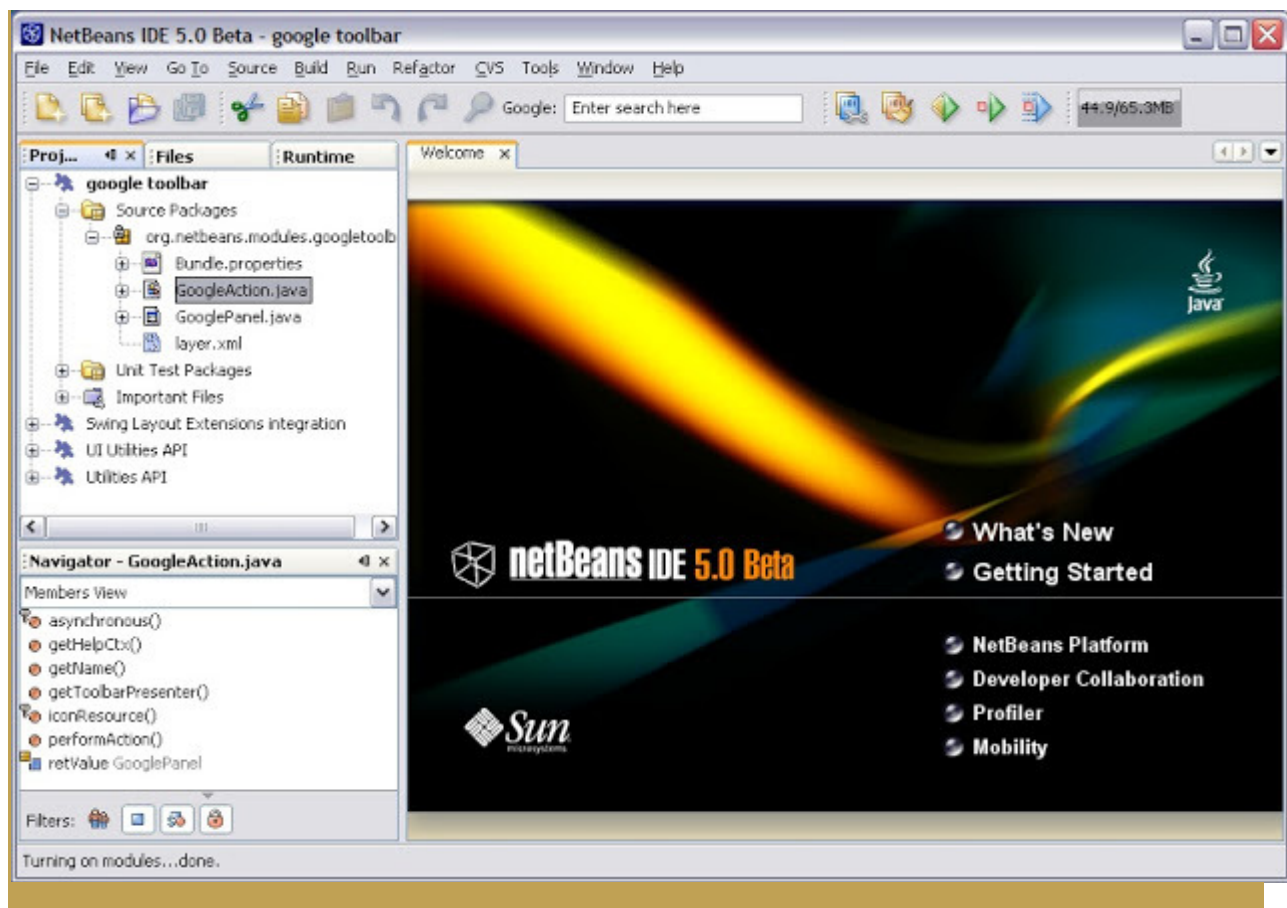 NetBeans IDE 5.0 Beta - google toolbar
File Edit View Go To Source Build Run Refactor CVS Tools Window Help
Google: Enter search here 44.9/65.3MB
Proj... Files Runtime
Welcome
google toolbar
Source Packages
org.netbeans.modules.googletoolb
Bundle.properties
GoogleAction.java
GooglePanel.java
layer.xml
Unit Test Packages
Important Files
Swing Layout Extensions integration
UI Utilities API
Utilities API
Navigator - GoogleAction.java
Members View
asynchronous()
getHelpCtx()
getName()
getToolbarPresenter()
iconResource()
performAction()
retValue GooglePanel
Filters:
Turning on modules...done.
Java
netBeans IDE 5.0 Beta
What's New
Getting Started
NetBeans Platform
Developer Collaboration
Profiler
Mobility
Sun
microsystems